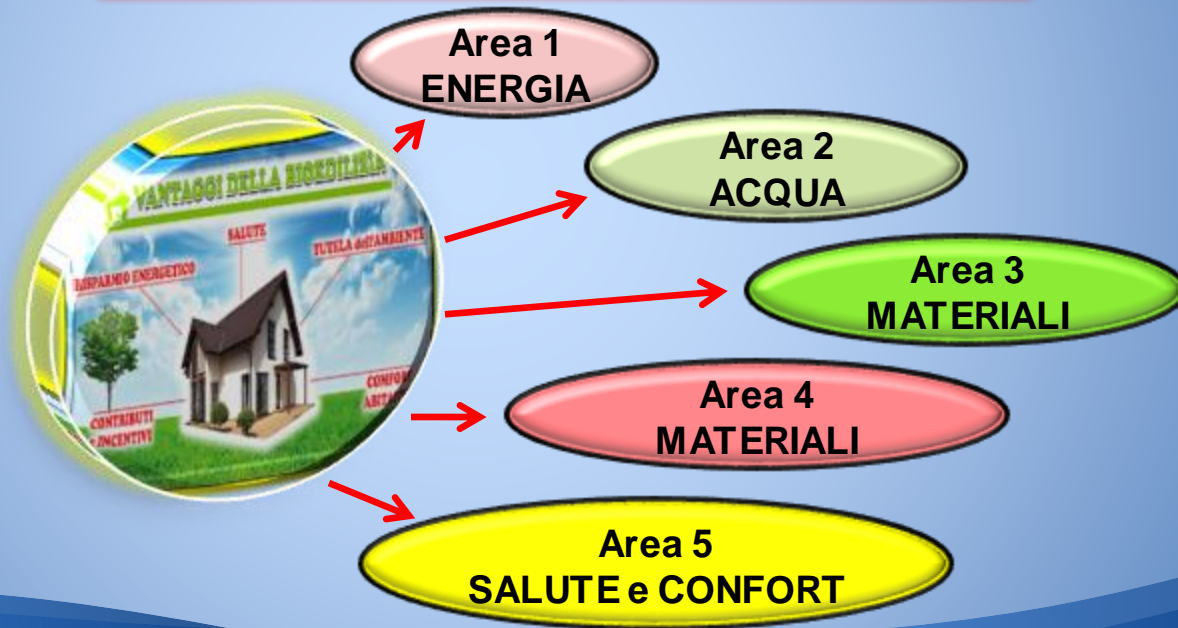 Area 1
ENERGIA
Area 2
ACQUA
Area 3
MATERIALI
Area 4
MATERIALI
Area 5
SALUTE e CONFORT
VANTAGGI DELLA BIOEDILIZIA
SALUTE
TUTELA dell'AMBIENTE
RISPARMIO ENERGETICO
CONTRIBUTI
INCENTIVI